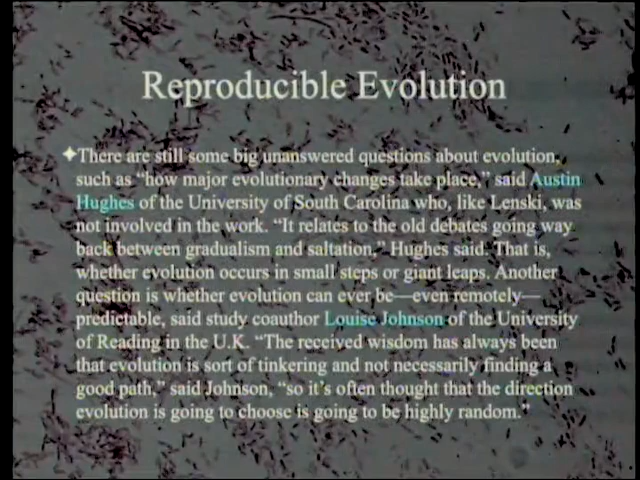 Reproducible Evolution
✦There are still some big unanswered questions about evolution,
such as “how major evolutionary changes take place,” said Austin
Hughes of the University of South Carolina who, like Lenski, was
not involved in the work. “It relates to the old debates going way
back between gradualism and saltation,” Hughes said. That is,
whether evolution occurs in small steps or giant leaps. Another
question is whether evolution can ever be—even remotely—
predictable, said study coauthor Louise Johnson of the University
of Reading in the U.K. “The received wisdom has always been
that evolution is sort of tinkering and not necessarily finding a
good path,” said Johnson, “so it’s often thought that the direction
evolution is going to choose is going to be highly random.”